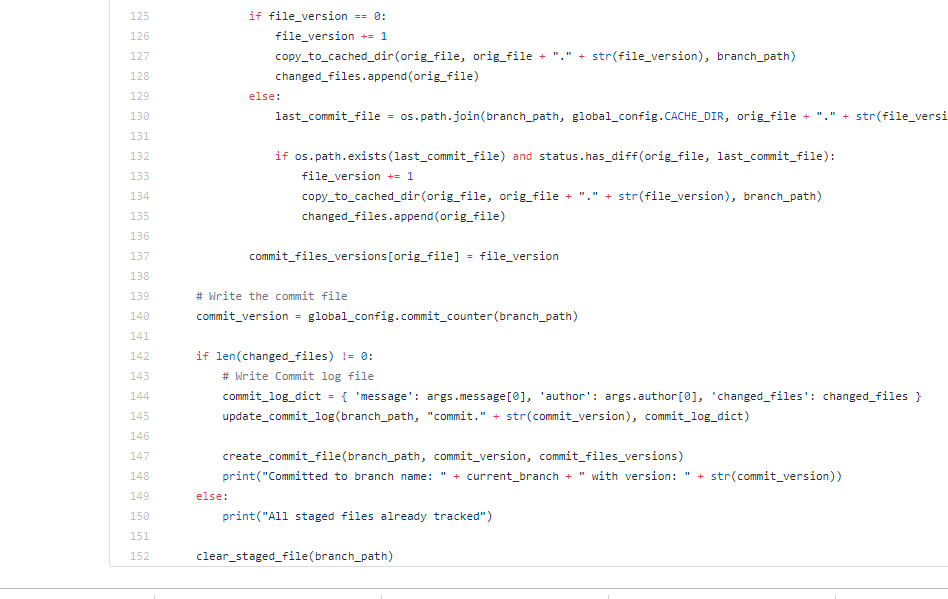 125 if file_version == 0:
126 file_version += 1
127 copy_to_cached_dir(orig_file, orig_file + "." + str(file_version), branch_path)
128 changed_files.append(orig_file)
129 else:
130 last_commit_file = os.path.join(branch_path, global_config.CACHE_DIR, orig_file + "." + str(file_versi
131
132 if os.path.exists(last_commit_file) and status.has_diff(orig_file, last_commit_file):
133 file_version += 1
134 copy_to_cached_dir(orig_file, orig_file + "." + str(file_version), branch_path)
135 changed_files.append(orig_file)
136
137 commit_files_versions[orig_file] = file_version
138
139 # Write the commit file
140 commit_version = global_config.commit_counter(branch_path)
141
142 if len(changed_files) != 0:
143 # Write Commit log file
144 commit_log_dict = { 'message': args.message[0], 'author': args.author[0], 'changed_files': changed_files }
145 update_commit_log(branch_path, "commit." + str(commit_version), commit_log_dict)
146
147 create_commit_file(branch_path, commit_version, commit_files_versions)
148 print("Committed to branch name: " + current_branch + " with version: " + str(commit_version))
149 else:
150 print("All staged files already tracked")
151
152 clear_staged_file(branch_path)